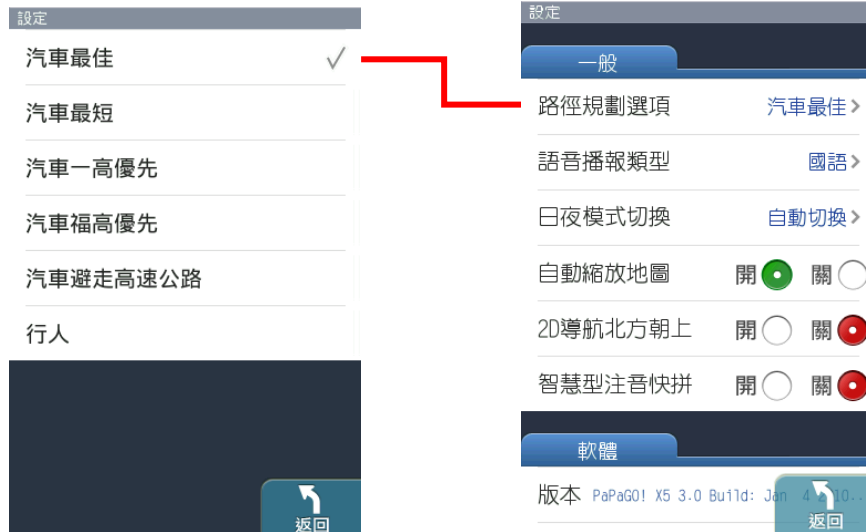 設定
汽車最佳
汽車最短
汽車一高優先
汽車福高優先
汽車避走高速公路
行人
返回
設定
一般
路徑規劃選項 汽車最佳
語音播報類型 國語
日夜模式切換 自動切換
自動縮放地圖 開 關
2D導航北方朝上 開 關
智慧型注音快拼 開 關
軟體
版本 PaPaGO! X5 3.0 Build: Jan 4 10...
返回